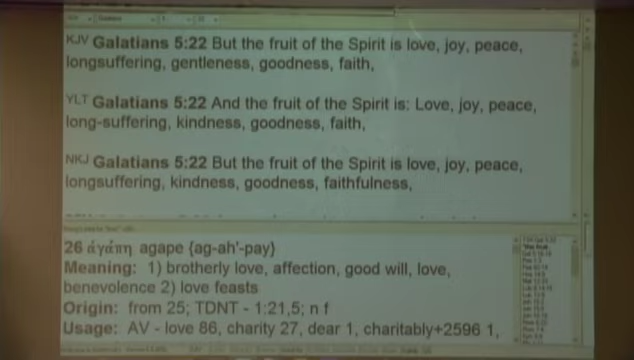 KJV Galatians 5:22 But the fruit of the Spirit is love, joy, peace,
longsuffering, gentleness, goodness, faith,
YLT Galatians 5:22 And the fruit of the Spirit is: Love, joy, peace,
long-suffering, kindness, goodness, faith,
NKJ Galatians 5:22 But the fruit of the Spirit is love, joy, peace,
longsuffering, kindness, goodness, faithfulness,
26 ἀγάπη agape {ag-ah'-pay}
Meaning: 1) brotherly love, affection, good will, love,
benevolence 2) love feasts
Origin: from 25; TDNT - 1:21,5; n f
Usage: AV - love 86, charity 27, dear 1, charitably+2596 1,